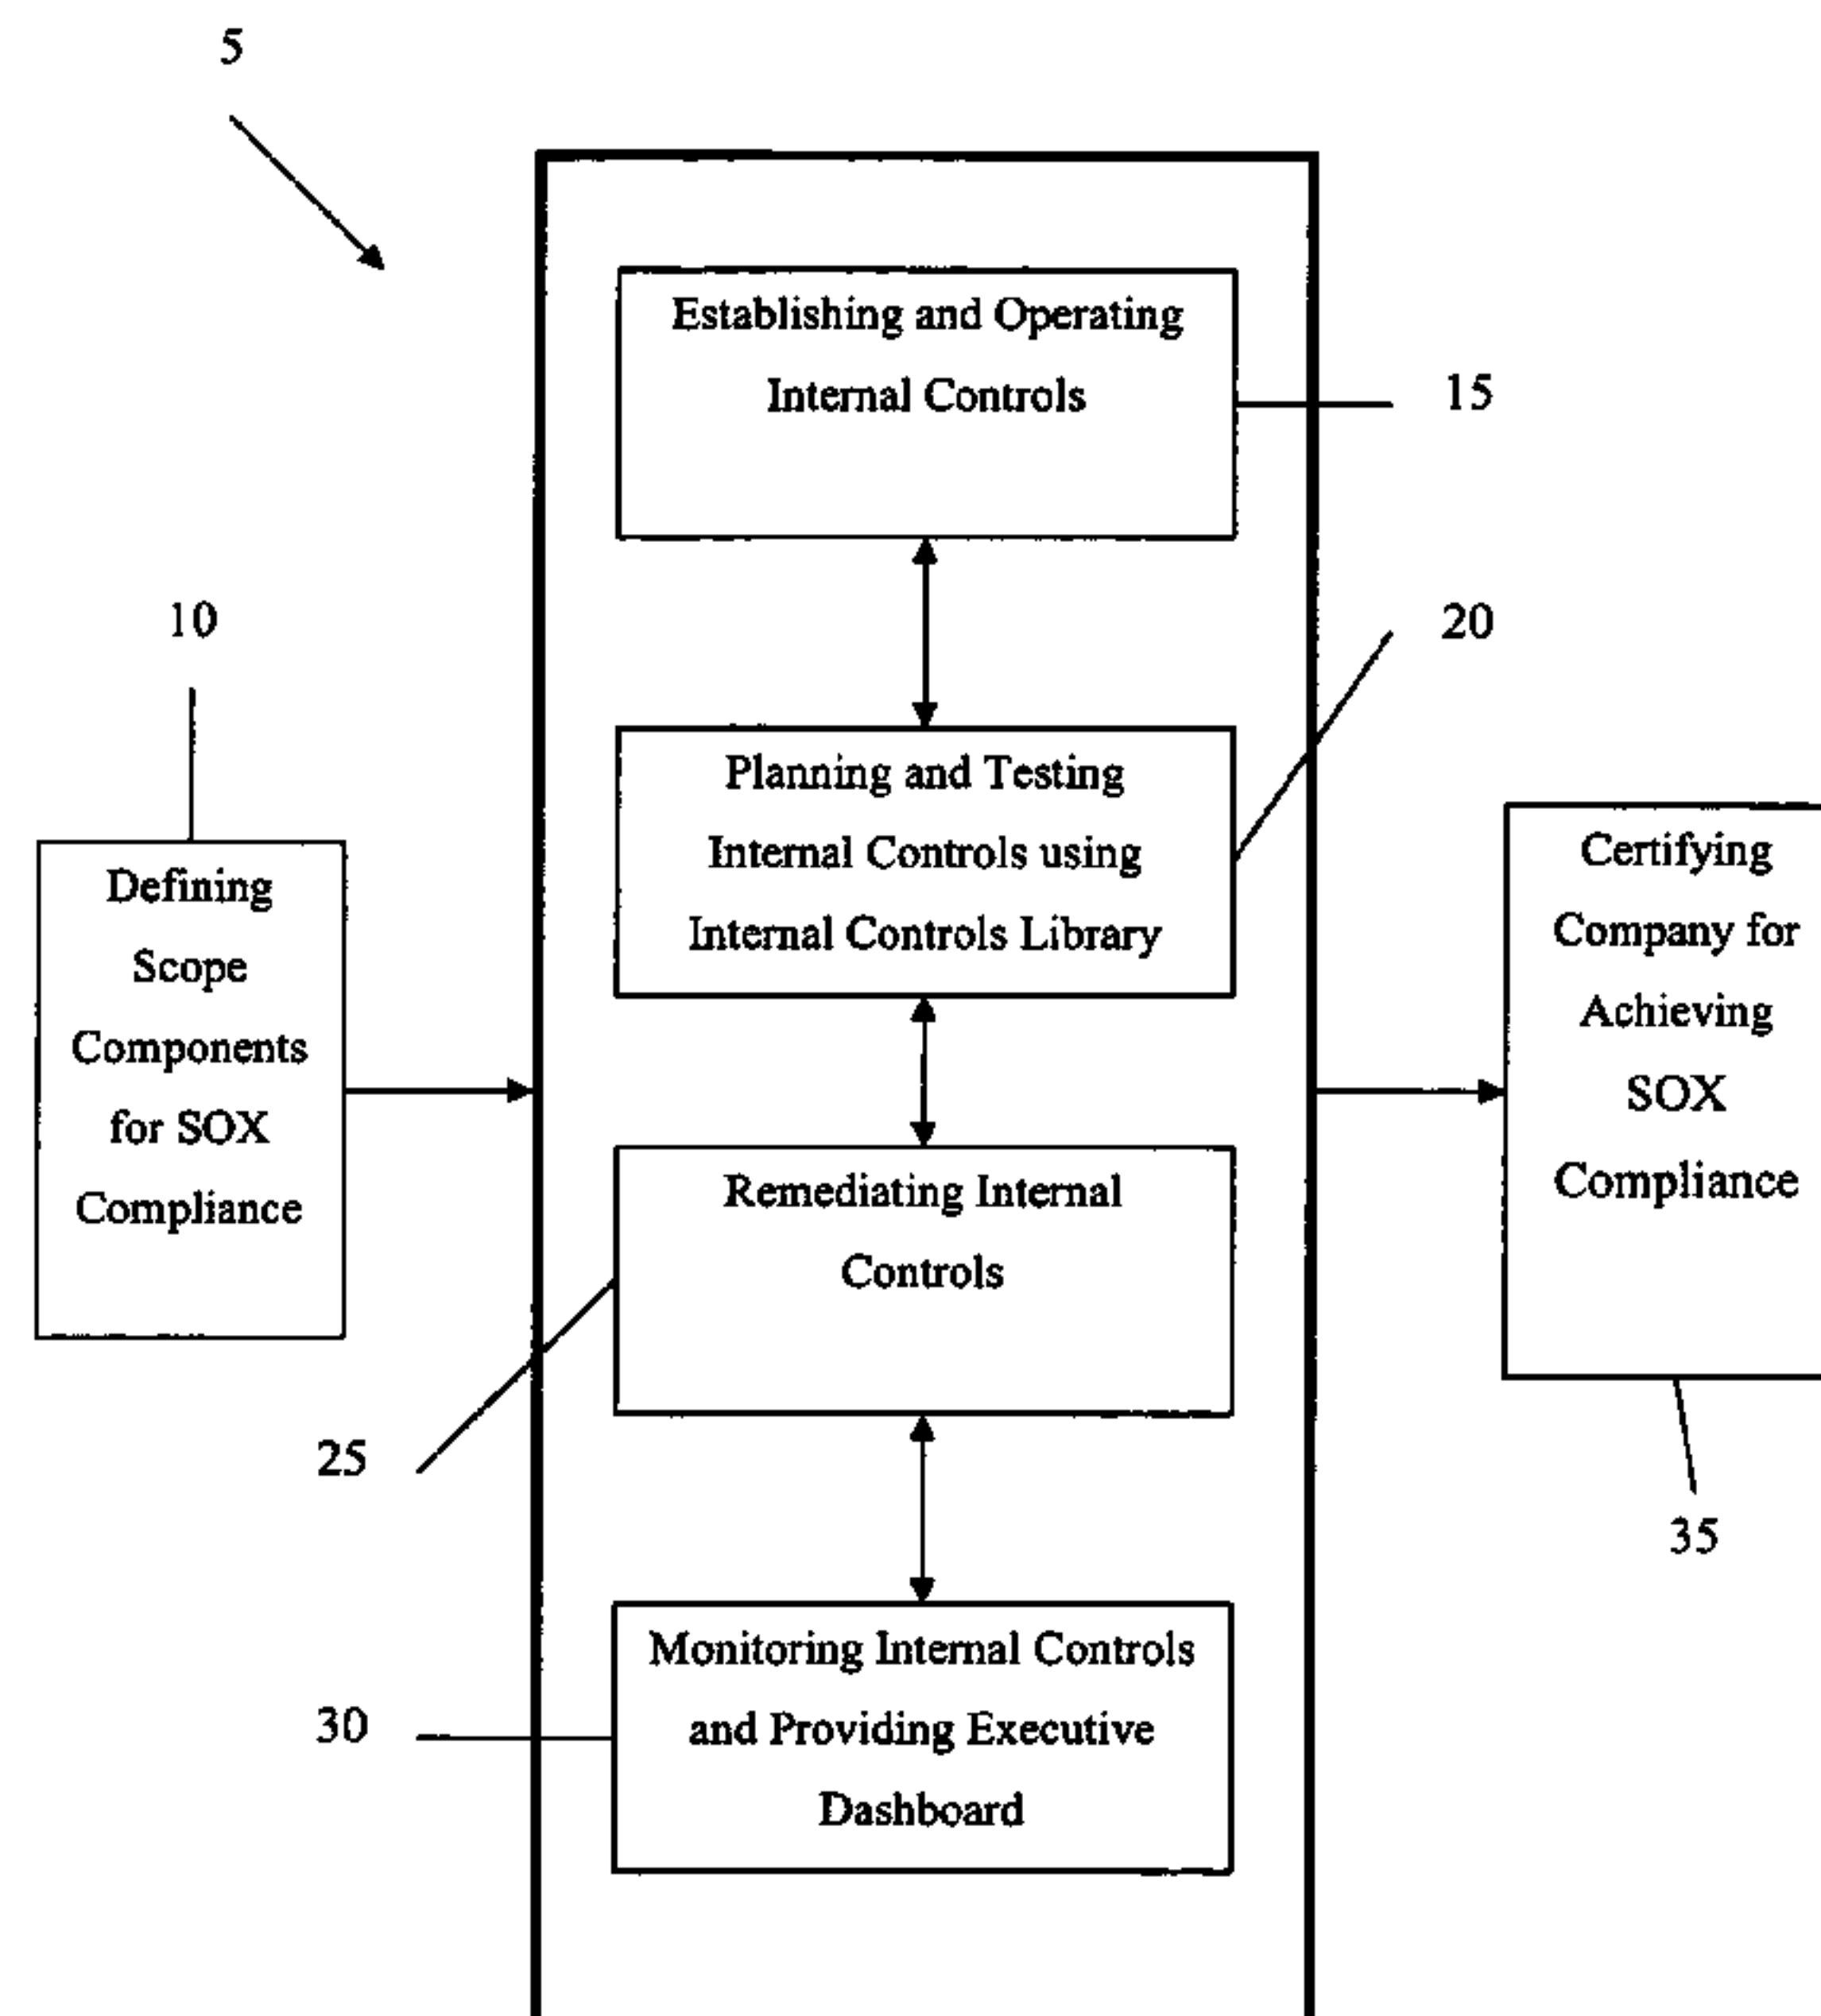 5
Establishing and Operating
Internal Controls
15
10
20
Planning and Testing
Internal Controls using
Internal Controls Library
Defining
Scope
Components
for SOX
Compliance
Certifying
Company for
Achieving
SOX
Compliance
Remediating Internal
Controls
25
35
Monitoring Internal Controls
and Providing Executive
Dashboard
30